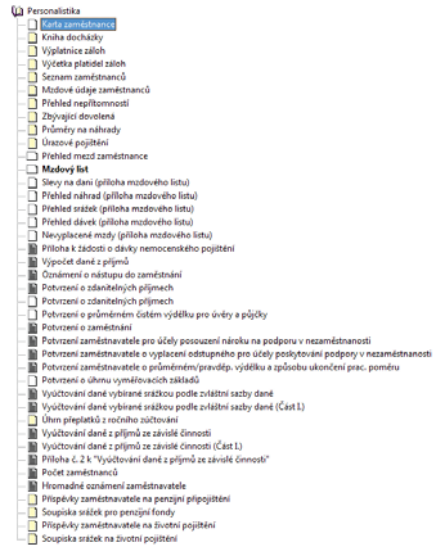 Personalistika
Karta zaměstnance
Kniha docházky
Výplatnice záloh
Výčetka platidel záloh
Seznam zaměstnanců
Mzdové údaje zaměstnanců
Přehled nepřítomností
Zbývající dovolená
Průměry na náhrady
Úrazové pojištění
Přehled mezd zaměstnance
Mzdový list
Slevy na dani (příloha mzdového listu)
Přehled náhrad (příloha mzdového listu)
Přehled srážek (příloha mzdového listu)
Přehled dávek (příloha mzdového listu)
Nevyplacené mzdy (příloha mzdového listu)
Příloha k žádosti o dávky nemocenského pojištění
Výpočet daně z příjmů
Oznámení o nástupu do zaměstnání
Potvrzení o zdanitelných příjmech
Potvrzení o zdanitelných příjmech
Potvrzení o průměrném čistém výdělku pro úvěry a půjčky
Potvrzení o zaměstnání
Potvrzení zaměstnavatele pro účely posouzení nároku na podporu v nezaměstnanosti
Potvrzení zaměstnavatele o vyplacení odstupného pro účely poskytování podpory v nezaměstnanosti
Potvrzení zaměstnavatele o průměrném/pravděp. výdělku a způsobu ukončení prac. poměru
Potvrzení o úhrnu vyměřovacích základů
Vyúčtování daně vybírané srážkou podle zvláštní sazby daně
Vyúčtování daně vybírané srážkou podle zvláštní sazby daně (Část I.)
Úhrn přeplatků z ročního zúčtování
Vyúčtování daně z příjmů ze závislé činnosti
Vyúčtování daně z příjmů ze závislé činnosti (Část I.)
Příloha č. 2 k "Vyúčtování daně z příjmů ze závislé činnosti"
Počet zaměstnanců
Hromadné oznámení zaměstnavatele
Příspěvky zaměstnavatele na penzijní připojištění
Soupiska srážek pro penzijní fondy
Příspěvky zaměstnavatele na životní pojištění
Soupiska srážek na životní pojištění